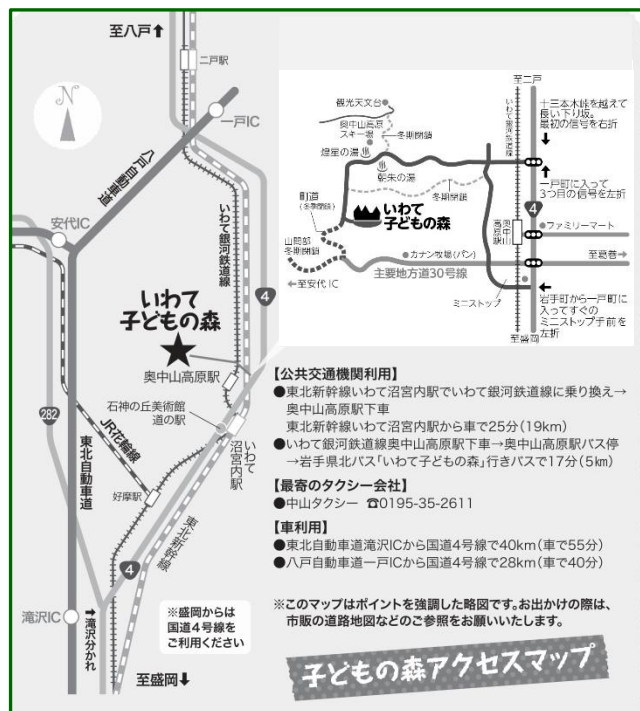 至八戸↑
二戸駅
N
一戸IC
八戸自動車道
安代IC
いわて銀河鉄道線
いわて
子どもの森
4
奥中山高原駅
282
石神の丘美術館
道の駅
いわて
沼宮内駅
JR花輪線
東北自動車道
好摩駅
東北新幹線
4
滝沢IC
→滝沢分かれ
※盛岡からは
国道4号線を
ご利用ください
至盛岡↓
至二戸
観光天文台
奥中山高原
スキー場
冬期閉鎖
煌星の湯
朝朱の湯
いわて銀河鉄道線
十三本木峠を越えて
長い下り坂。
最初の信号を右折
↓
↑
一戸町に入って
3つ目の信号を左折
町道
(冬季閉鎖)
冬期閉鎖
いわて
子どもの森
4
奥中山
高原駅
ファミリーマート
山間部
冬期閉鎖
カナン牧場(パン)
主要地方道30号線
至葛巻⇒
⇐至安代 IC
ミニストップ
←
岩手町から一戸町に
入ってすぐの
ミニストップ手前を
左折
至盛岡
【公共交通機関利用】
●東北新幹線いわて沼宮内駅でいわて銀河鉄道線に乗り換え→
奥中山高原駅下車
東北新幹線いわて沼宮内駅から車で25分(19km)
●いわて銀河鉄道線奥中山高原駅下車→奥中山高原駅バス停
→岩手県北バス「いわて子どもの森」行きバスで17分(5㎞)
【最寄のタクシー会社】
●中山タクシー ☎0195-35-2611
【車利用】
●東北自動車道滝沢ICから国道4号線で40km(車で55分)
●八戸自動車道一戸ICから国道4号線で28km(車で40分)
※このマップはポイントを強調した略図です。お出かけの際は、
市販の道路地図などのご参照をお願いいたします。
子どもの森アクセスマップ